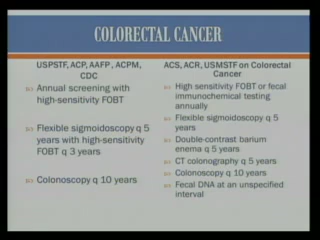 COLORECTAL CANCER
USPSTF, ACP, AAFP , ACPM,
CDC
Annual screening with
high-sensitivity FOBT
Flexible sigmoidoscopy q 5
years with high-sensitivity
FOBT q 3 years
Colonoscopy q 10 years
ACS, ACR, USMSTF on Colorectal
Cancer
High sensitivity FOBT or fecal
immunochemical testing
annually
Flexible sigmoidoscopy q 5
years
Double-contrast barium
enema q 5 years
CT colonography q 5 years
Colonoscopy q 10 years
Fecal DNA at an unspecified
interval